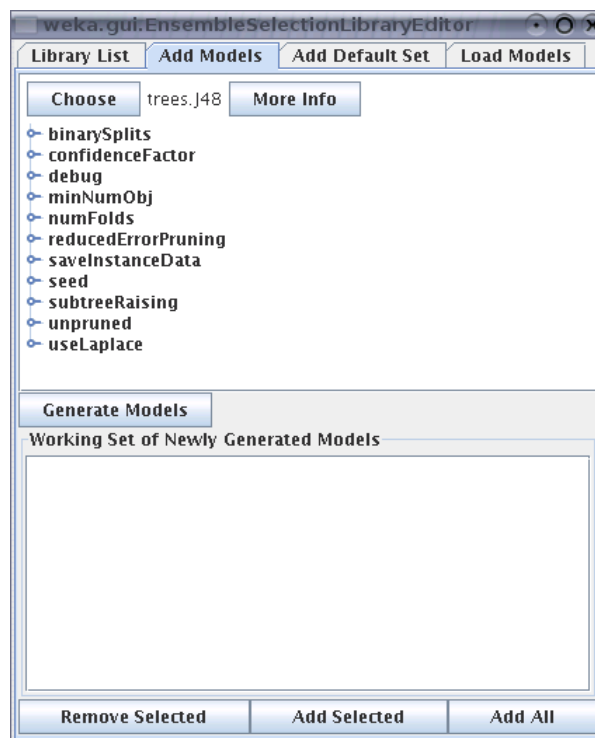 weka.gui.EnsembleSelectionLibraryEditor
Library List Add Models Add Default Set Load Models
Choose trees.J48 More Info
binarySplits
confidenceFactor
debug
minNumObj
numFolds
reducedErrorPruning
saveInstanceData
seed
subtreeRaising
unpruned
useLaplace
Generate Models
Working Set of Newly Generated Models
Remove Selected Add Selected Add All